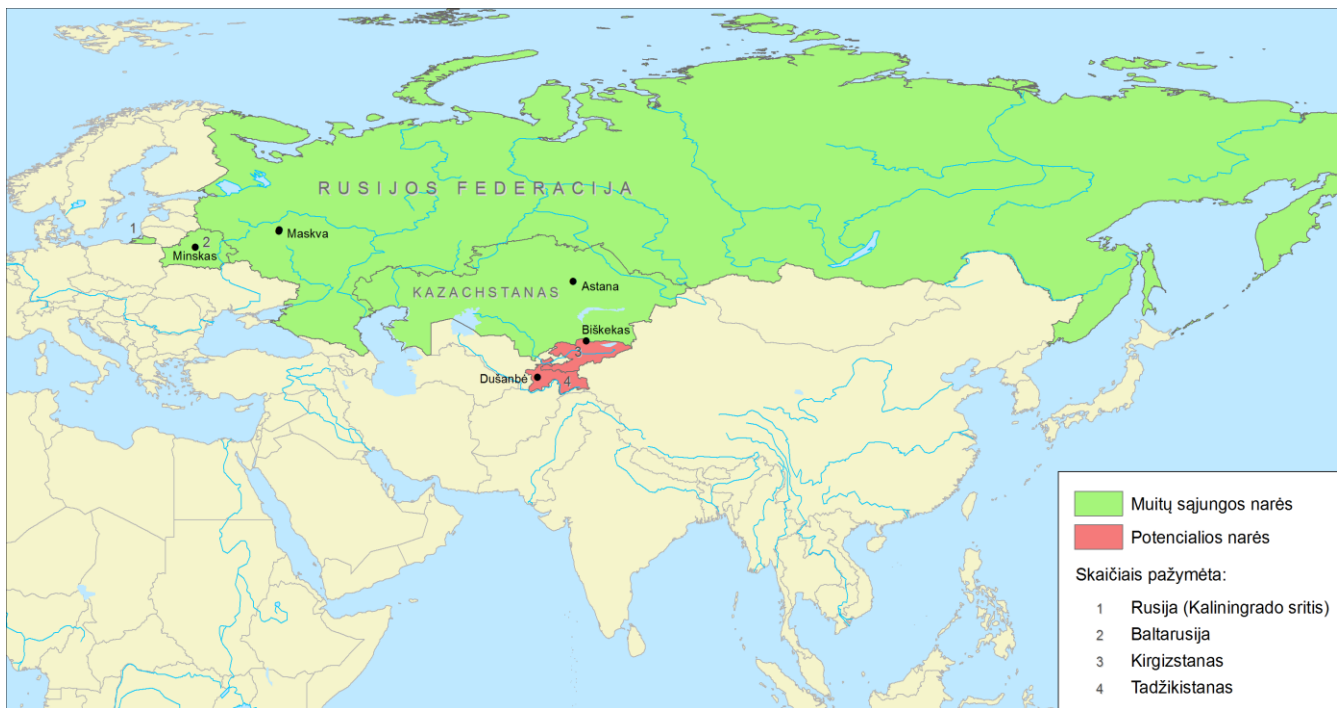 RUSIJOS FEDERACIJA
1
Maskva
2
Minskas
Astana
KAZACHSTANAS
Biškekas
3
Dušanbė
4
Muitų sąjungos narės
Potencialios narės
Skaičiais pažymėta:
1 Rusija (Kaliningrado sritis)
2 Baltarusija
3 Kirgizstanas
4 Tadžikistanas